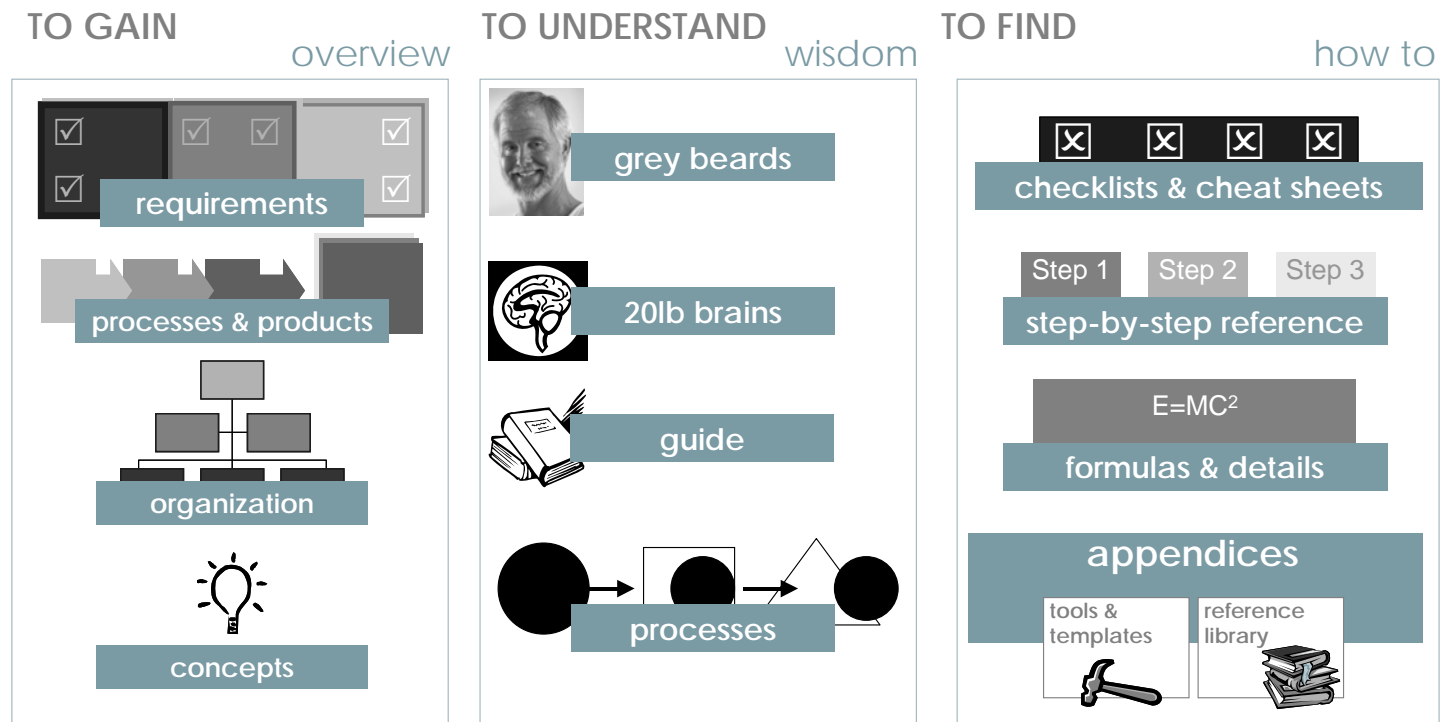 TO GAIN
overview
requirements
processes & products
organization
concepts
TO UNDERSTAND
wisdom
grey beards
20lb brains
guide
processes
TO FIND
how to
checklists & cheat sheets
Step 1
Step 2
Step 3
step-by-step reference
E=MC²
formulas & details
appendices
tools &
templates
reference
library